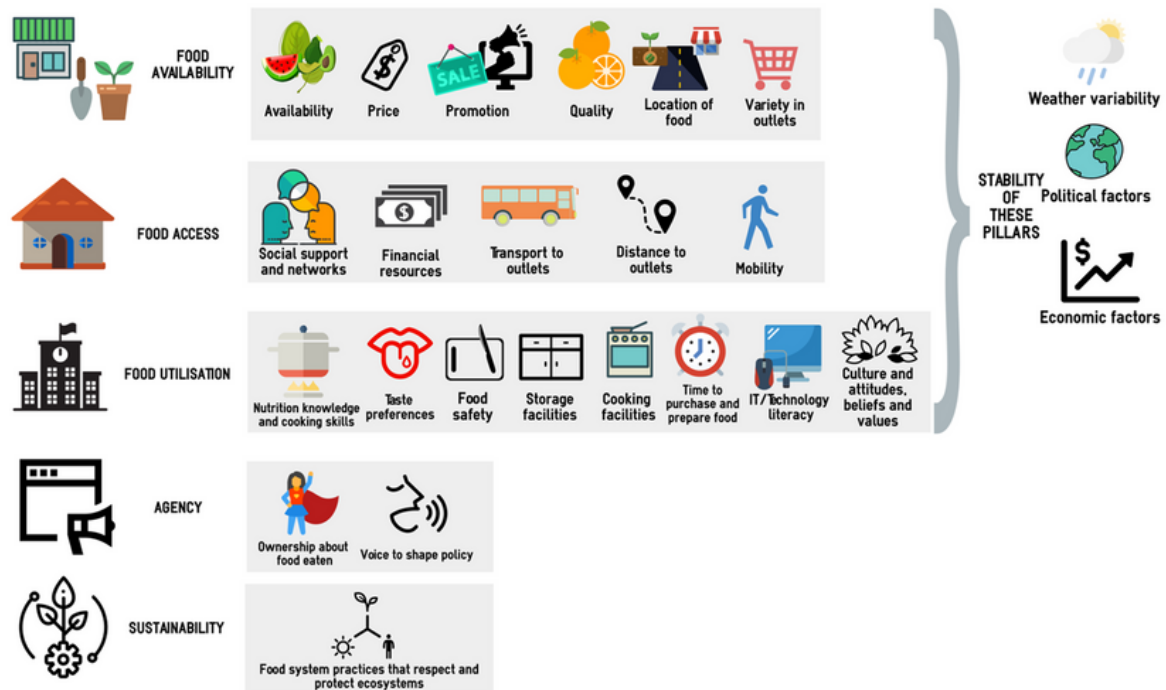 FOOD
AVAILABILITY
$
SALE
Availability
Price
Promotion
Quality
Location of
food
Variety in
outlets
FOOD ACCESS
$
Social support
and networks
Financial
resources
Transport to
outlets
Distance to
outlets
Mobility
FOOD UTILISATION
Nutrition knowledge
and cooking skills
Taste
preferences
Food
safety
Storage
facilities
Cooking
facilities
Time to
purchase and
prepare food
IT/Technology
literacy
Culture and
attitudes,
beliefs and
values
STABILITY
OF
THESE
PILLARS
Weather variability
Political factors
$
Economic factors
AGENCY
Ownership about
food eaten
Voice to shape policy
SUSTAINABILITY
Food system practices that respect and
protect ecosystems